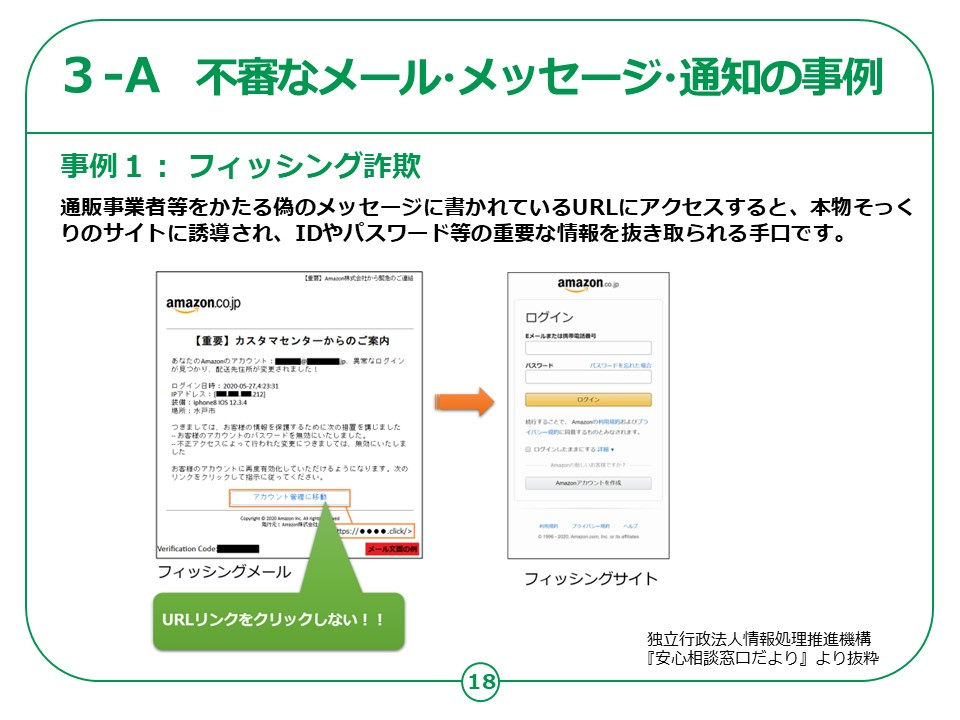 ３-A 不審なメール･メッセージ･通知の事例
事例１： フィッシング詐欺
通販事業者等をかたる偽のメッセージに書かれているURLにアクセスすると、本物そっく
りのサイトに誘導され、IDやパスワード等の重要な情報を抜き取られる手口です。
【重要】Amazon株式会社から緊急のご連絡
amazon.co.jp
【重要】カスタマセンターからのご案内
あなたのAmazonのアカウント：@jp、異常なログイン
が見つかり、配送先住所が変更されました！
ログイン日時：2020-05-27,4:23:31
IPアドレス：[.212]
装備：iphone8 IOS 12.3.4
場所：水戸市
つきましては、お客様の情報を保護するために次の措置を講じました
--お客様のアカウントのパスワードを無効にいたしました。
--不正アクセスによって行われた変更につきましては、無効にいたしま
した
お客様のアカウントに再度有効化していただけるようになります。次の
リンクをクリックして指示に従ってください。
アカウント管理に移動
Copyright © 2020 Amazon Inc. All rights
発行元：Amazon株式会社
ttps://●●●●.click/>
Verification Code:
メール文面の例
フィッシングメール
URLリンクをクリックしない！！
amazon.co.jp
ログイン
Eメールまたは携帯電話番号
パスワード パスワードを忘れた場合
ログイン
続行することで、Amazonの利用規約およびプラ
イバシー規約に同意するものとみなされます。
ログインしたままにする 詳細
Amazonの新しいお客様ですか？
Amazonアカウントを作成
利用規約 プライバシー規約 ヘルプ
© 1996 - 2020, Amazon.com, Inc. or its affiliates
フィッシングサイト
独立行政法人情報処理推進機構
『安心相談窓口だより』より抜粋
18